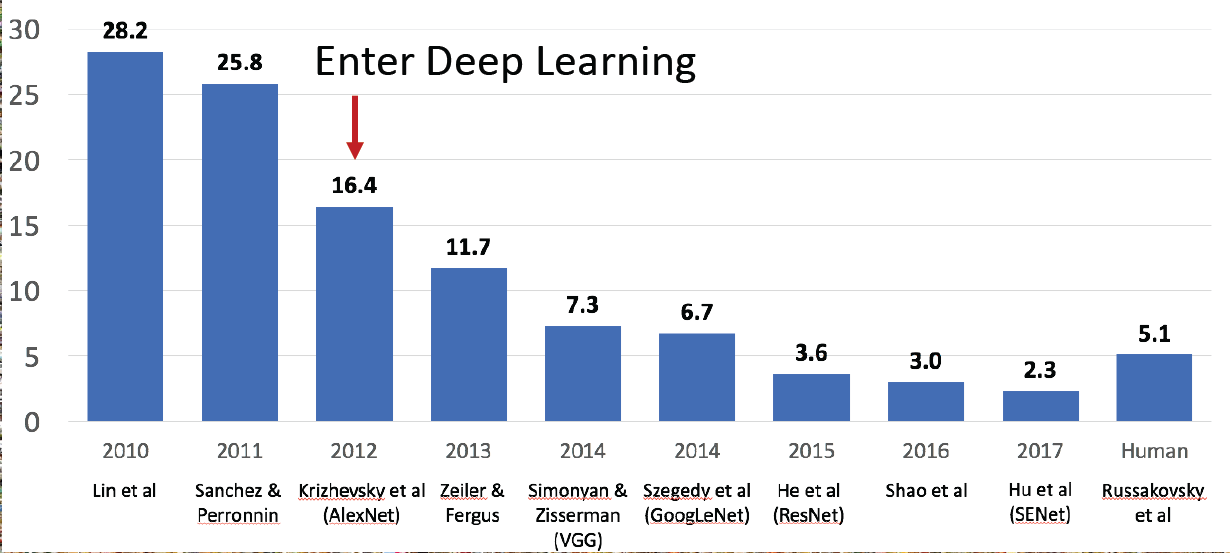 30
25
20
15
10
5
0
Enter Deep Learning
28.2
25.8
16.4
11.7
7.3
6.7
3.6
3.0
2.3
5.1
2010
2011
2012
2013
2014
2014
2015
2016
2017
Human
Lin et al
Sanchez &
Perronnin
Krizhevsky et al
(AlexNet)
Zeiler &
Fergus
Simonyan &
Zisserman
(VGG)
Szegedy et al
(GoogLeNet)
He et al
(ResNet)
Shao et al
Hu et al
(SENet)
Russakovsky
et al